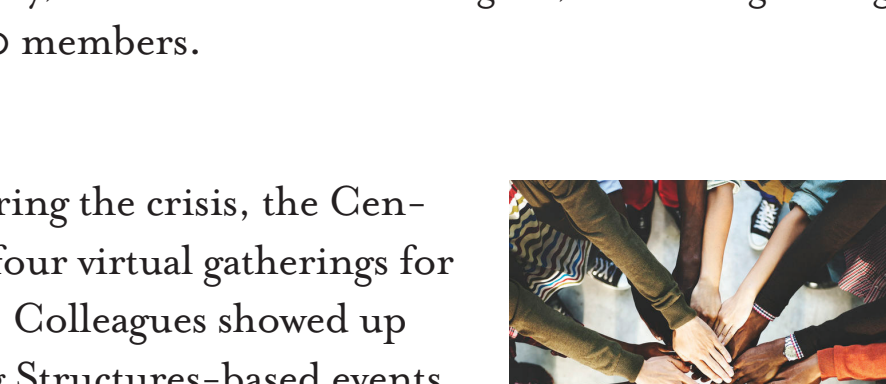 members.
ring the crisis, the Cen-
four virtual gatherings for
Colleagues showed up
Structures-based events